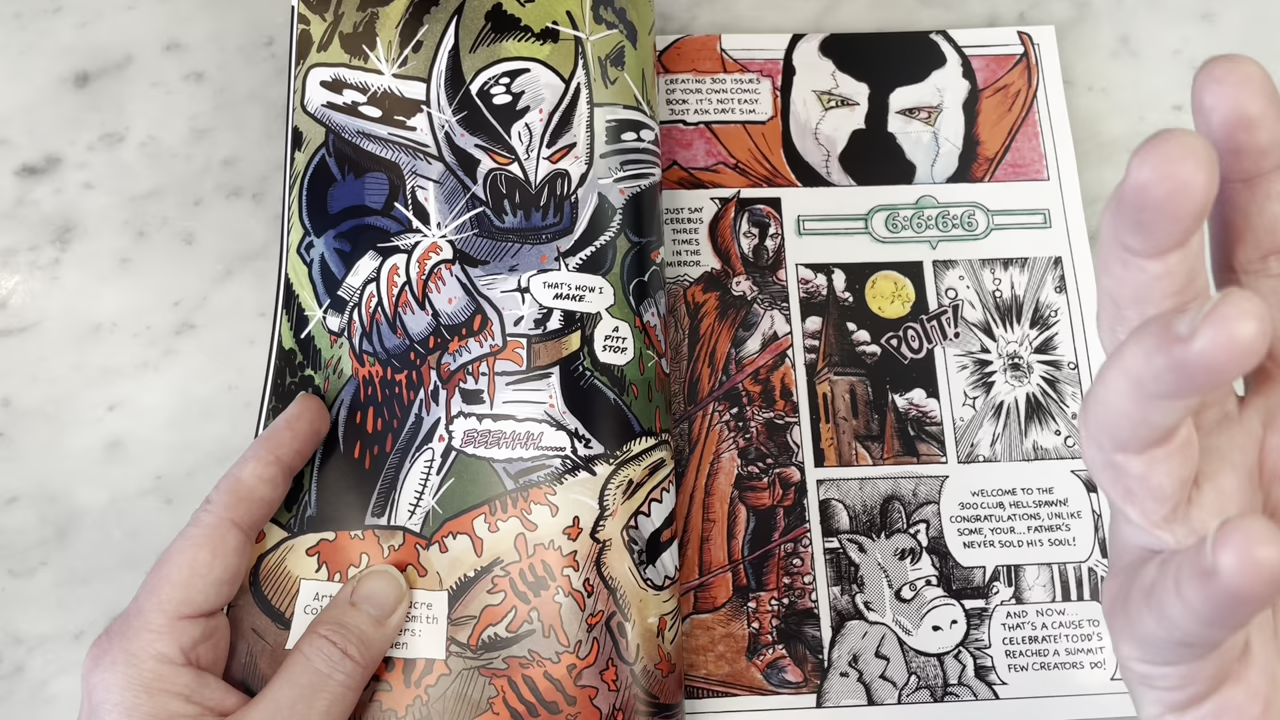 THAT'S HOW I
MAKE...
A
PITT
STOP.
EEEHHH......
Smith
CREATING 300 ISSUES
OF YOUR OWN COMIC
BOOK. IT'S NOT EASY.
JUST ASK DAVE SIM...
JUST SAY
CEREBUS
THREE
TIMES
IN THE
MIRROR...
6:6:6:6
POIT!
WELCOME TO THE
300 CLUB, HELLSPAWN!
CONGRATULATIONS, UNLIKE
SOME, YOUR... FATHER'S
NEVER SOLD HIS SOUL!
AND NOW...
THAT'S A CAUSE TO
CELEBRATE! TODD'S
REACHED A SUMMIT
FEW CREATORS DO!